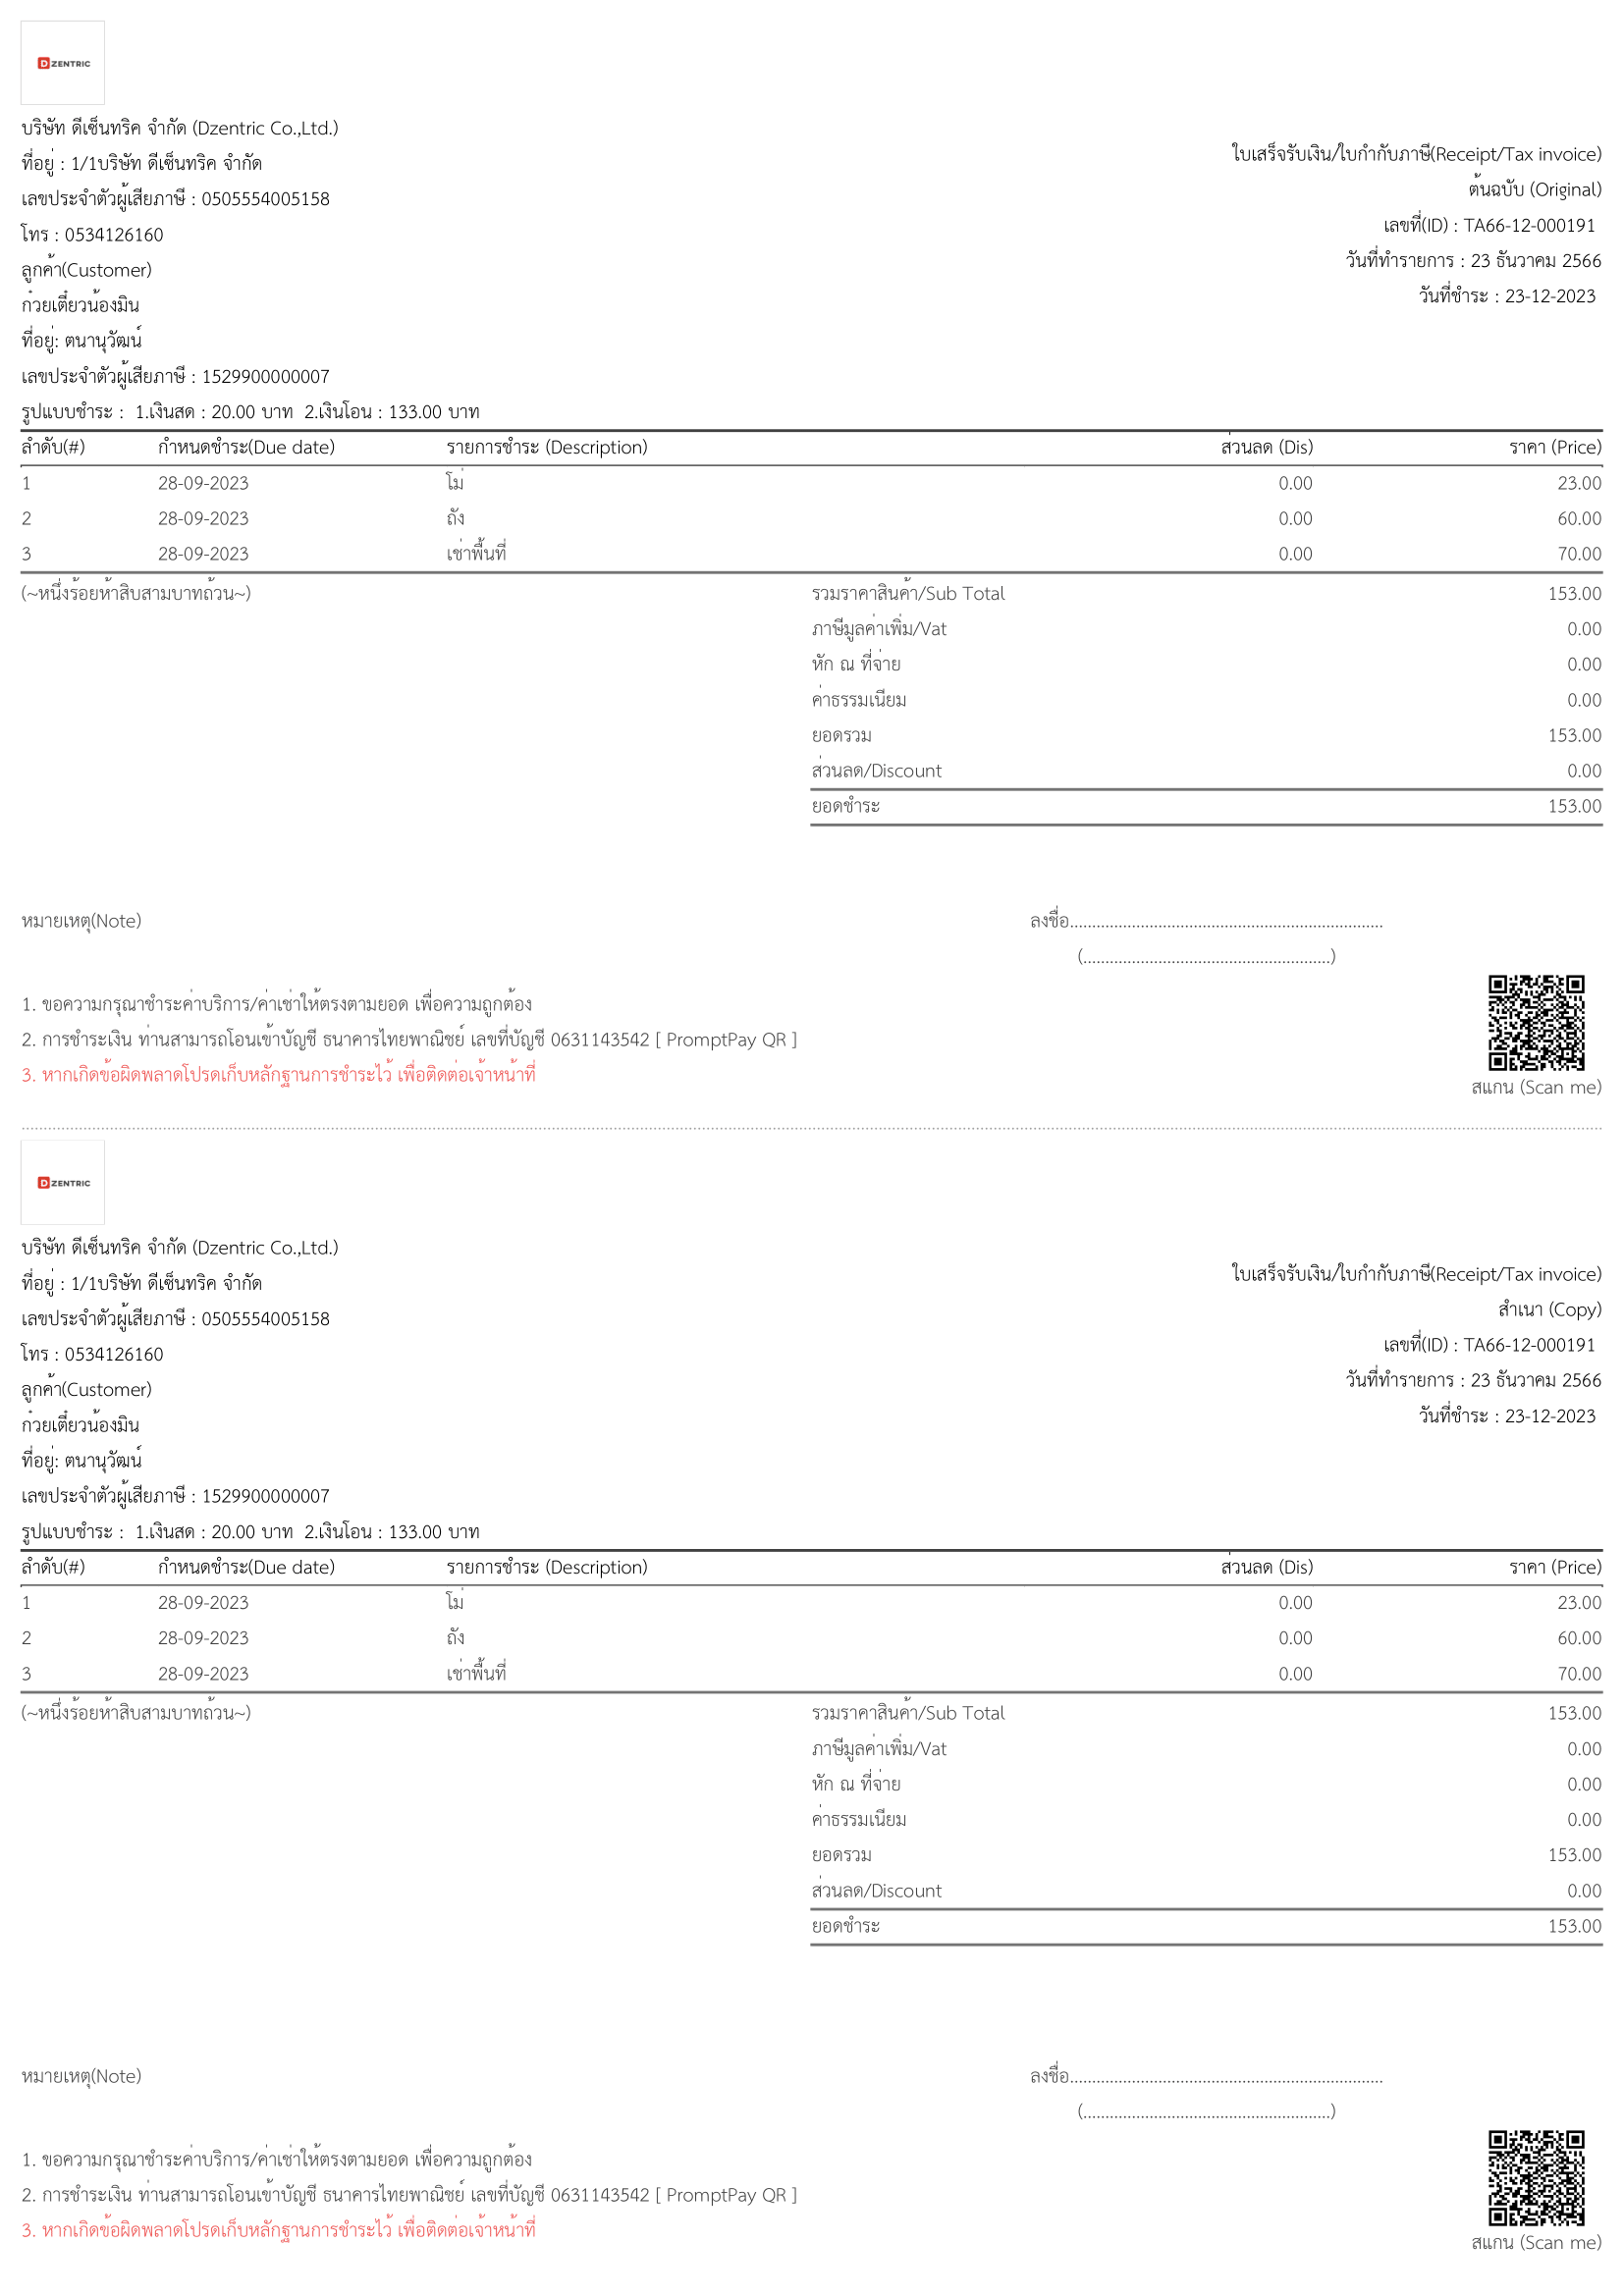 DZENTRIC
บริษัท ดีเซ็นทริค จำกัด (Dzentric Co.,Ltd.)
ที่อยู่ : 1/1บริษัท ดีเซ็นทริค จำกัด
เลขประจำตัวผู้เสียภาษี : 0505554005158
โทร : 0534126160
ลูกค้า(Customer)
ก๋วยเตี๋ยวน้องมิน
ที่อยู่: ตนานุวัฒน์
เลขประจำตัวผู้เสียภาษี : 1529900000007
รูปแบบชำระ : 1.เงินสด : 20.00 บาท 2.เงินโอน : 133.00 บาท
ใบเสร็จรับเงิน/ใบกำกับภาษี(Receipt/Tax invoice)
ต้นฉบับ (Original)
เลขที่(ID) : TA66-12-000191
วันที่ทำรายการ : 23 ธันวาคม 2566
วันที่ชำระ : 23-12-2023
ลำดับ(#) กำหนดชำระ(Due date) รายการชำระ (Description) ส่วนลด (Dis) ราคา (Price)
1 28-09-2023 โม่ 0.00 23.00
2 28-09-2023 ถัง 0.00 60.00
3 28-09-2023 เช่าพื้นที่ 0.00 70.00
(~หนึ่งร้อยห้าสิบสามบาทถ้วน~)
รวมราคาสินค้า/Sub Total 153.00
ภาษีมูลค่าเพิ่ม/Vat 0.00
หัก ณ ที่จ่าย 0.00
ค่าธรรมเนียม 0.00
ยอดรวม 153.00
ส่วนลด/Discount 0.00
ยอดชำระ 153.00
หมายเหตุ(Note)
ลงชื่อ.......................................................................
(........................................................)
1. ขอความกรุณาชำระค่าบริการ/ค่าเช่าให้ตรงตามยอด เพื่อความถูกต้อง
2. การชำระเงิน ท่านสามารถโอนเข้าบัญชี ธนาคารไทยพาณิชย์ เลขที่บัญชี 0631143542 [ PromptPay QR ]
3. หากเกิดข้อผิดพลาดโปรดเก็บหลักฐานการชำระไว้ เพื่อติดต่อเจ้าหน้าที่
สแกน (Scan me)
DZENTRIC
บริษัท ดีเซ็นทริค จำกัด (Dzentric Co.,Ltd.)
ที่อยู่ : 1/1บริษัท ดีเซ็นทริค จำกัด
เลขประจำตัวผู้เสียภาษี : 0505554005158
โทร : 0534126160
ลูกค้า(Customer)
ก๋วยเตี๋ยวน้องมิน
ที่อยู่: ตนานุวัฒน์
เลขประจำตัวผู้เสียภาษี : 1529900000007
รูปแบบชำระ : 1.เงินสด : 20.00 บาท 2.เงินโอน : 133.00 บาท
ใบเสร็จรับเงิน/ใบกำกับภาษี(Receipt/Tax invoice)
สำเนา (Copy)
เลขที่(ID) : TA66-12-000191
วันที่ทำรายการ : 23 ธันวาคม 2566
วันที่ชำระ : 23-12-2023
ลำดับ(#) กำหนดชำระ(Due date) รายการชำระ (Description) ส่วนลด (Dis) ราคา (Price)
1 28-09-2023 โม่ 0.00 23.00
2 28-09-2023 ถัง 0.00 60.00
3 28-09-2023 เช่าพื้นที่ 0.00 70.00
(~หนึ่งร้อยห้าสิบสามบาทถ้วน~)
รวมราคาสินค้า/Sub Total 153.00
ภาษีมูลค่าเพิ่ม/Vat 0.00
หัก ณ ที่จ่าย 0.00
ค่าธรรมเนียม 0.00
ยอดรวม 153.00
ส่วนลด/Discount 0.00
ยอดชำระ 153.00
หมายเหตุ(Note)
ลงชื่อ.......................................................................
(........................................................)
1. ขอความกรุณาชำระค่าบริการ/ค่าเช่าให้ตรงตามยอด เพื่อความถูกต้อง
2. การชำระเงิน ท่านสามารถโอนเข้าบัญชี ธนาคารไทยพาณิชย์ เลขที่บัญชี 0631143542 [ PromptPay QR ]
3. หากเกิดข้อผิดพลาดโปรดเก็บหลักฐานการชำระไว้ เพื่อติดต่อเจ้าหน้าที่
สแกน (Scan me)